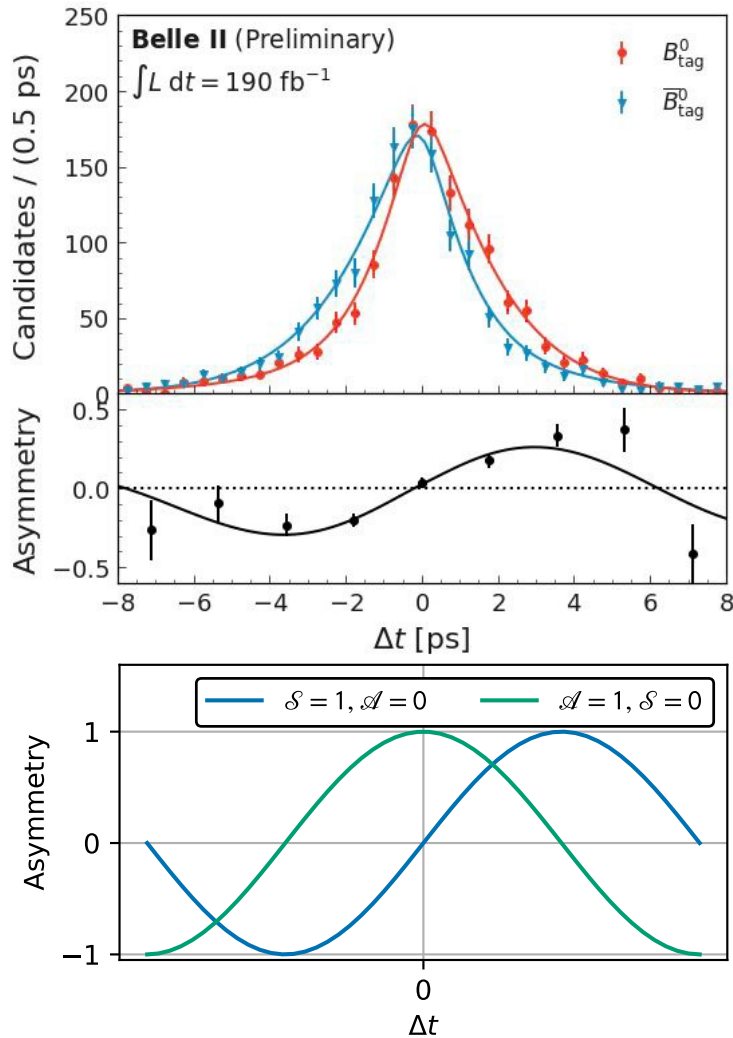 250
Belle II (Preliminary)
∫L dt = 190 fb⁻¹
B⁰tag
B̅⁰tag
200
150
100
50
0
Candidates / (0.5 ps)
0.5
0.0
−0.5
Asymmetry
−8 −6 −4 −2 0 2 4 6 8
Δt [ps]
𝒮 = 1, 𝒜 = 0 𝒜 = 1, 𝒮 = 0
1
0
−1
Asymmetry
0
Δt